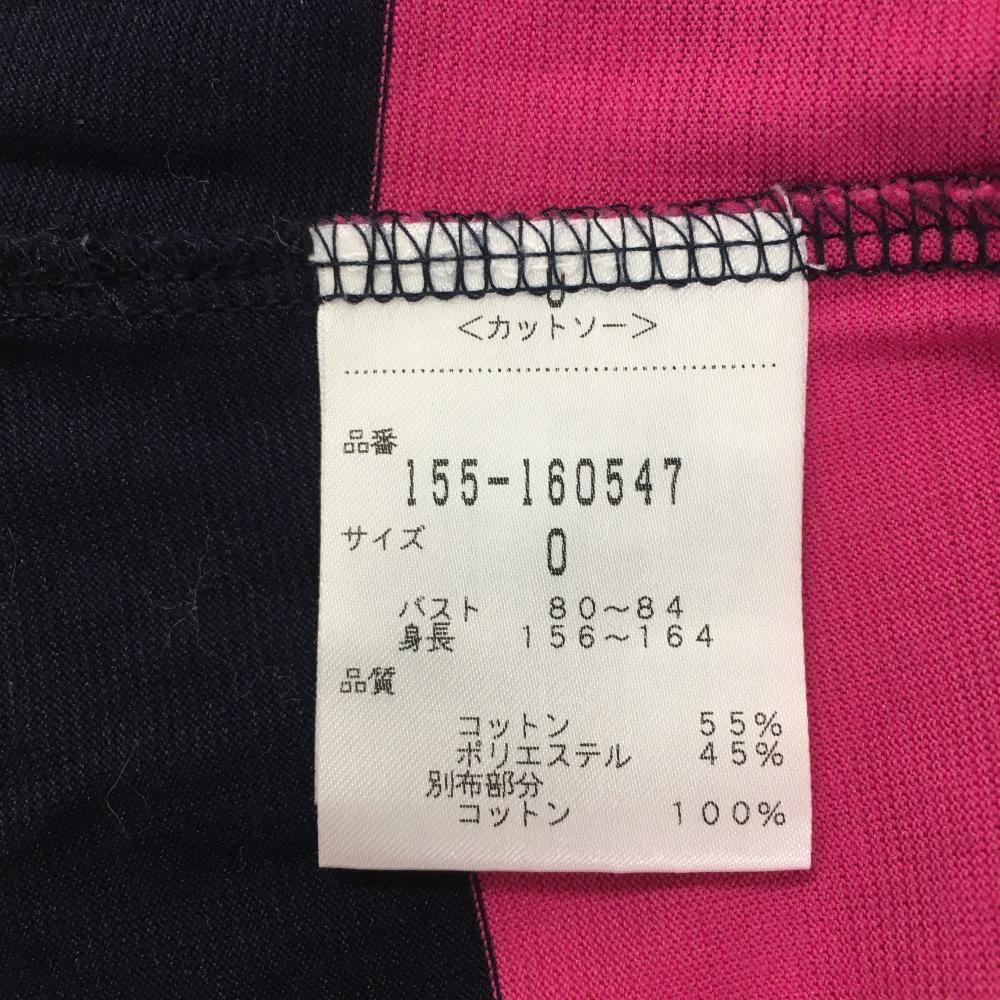 <カットソー>
品番
155-160547
サイズ 0
バスト 80~84
身長 156~164
品質
コットン 55%
ポリエステル 45%
別布部分
コットン 100%